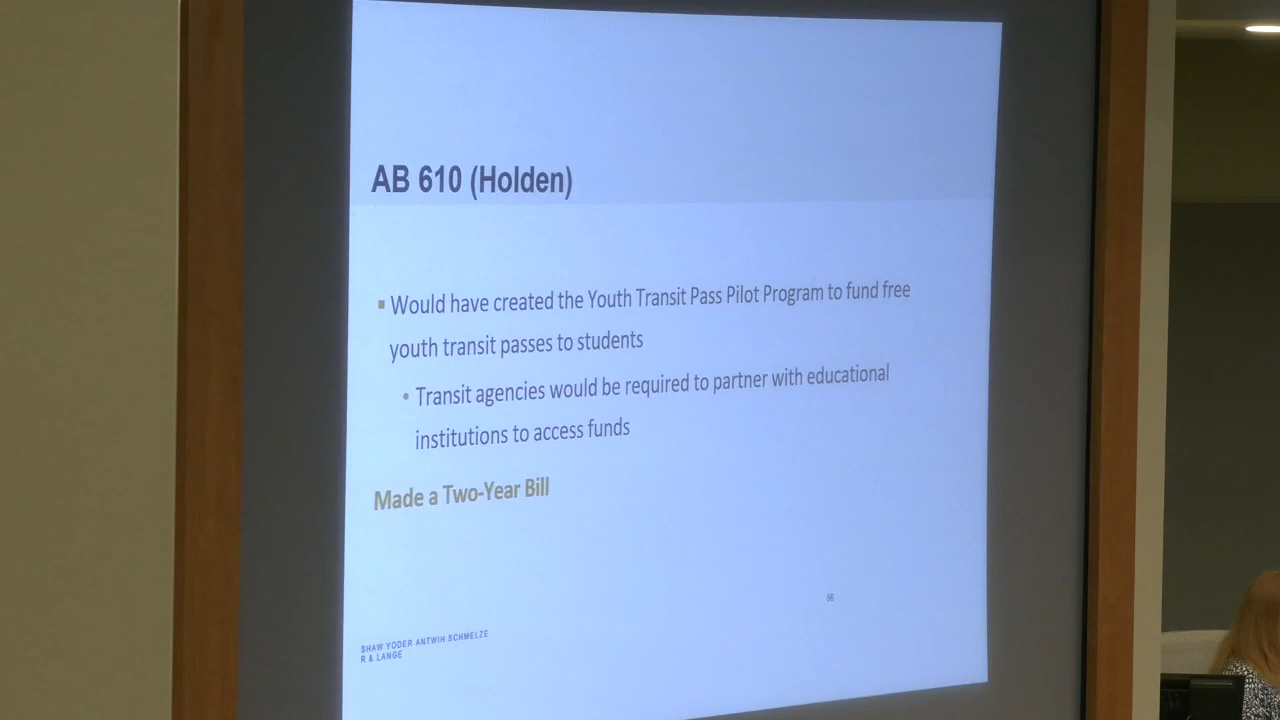 AB 610 (Holden)
▪ Would have created the Youth Transit Pass Pilot Program to fund free
youth transit passes to students
• Transit agencies would be required to partner with educational
institutions to access funds
Made a Two-Year Bill
SHAW YODER ANTWIH SCHMELZE
R & LANGE